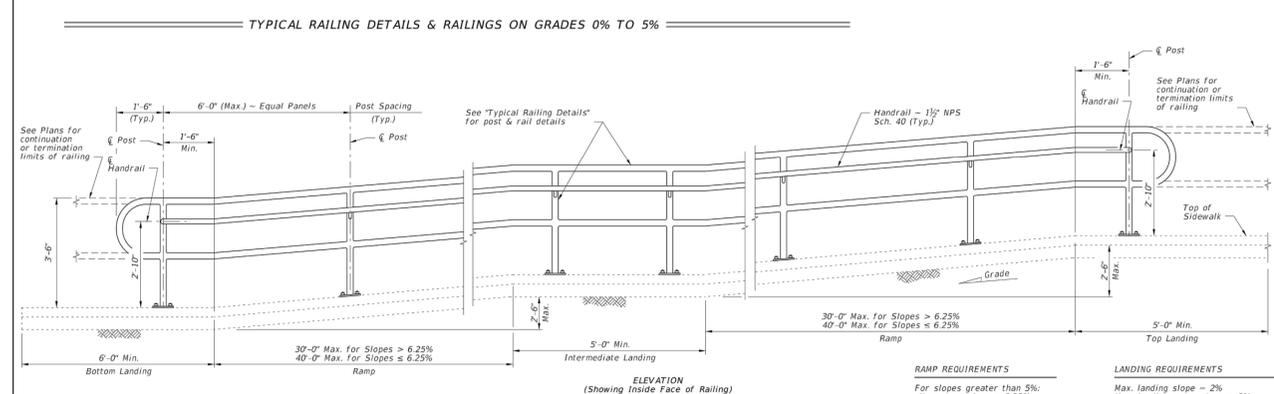 TYPICAL RAILING DETAILS & RAILINGS ON GRADES 0% TO 5%
℄ Post
1'-6"
Min.
See Plans for
continuation or
termination limits
of railing
℄
Handrail
1'-6"
(Typ.)
6'-0" (Max.) ~ Equal Panels
Post Spacing
(Typ.)
See "Typical Railing Details"
for post & rail details
Handrail ~ 1½" NPS
Sch. 40 (Typ.)
See Plans for
continuation
or termination
limits of railing
℄ Post
1'-6"
Min.
℄ Post
℄
Handrail
3'-6"
2'-10"
2'-10"
Top of
Sidewalk
2'-6"
Max.
Grade
2'-6"
Max.
30'-0" Max. for Slopes > 6.25%
40'-0" Max. for Slopes ≤ 6.25%
Ramp
5'-0" Min.
Top Landing
6'-0" Min.
Bottom Landing
30'-0" Max. for Slopes > 6.25%
40'-0" Max. for Slopes ≤ 6.25%
Ramp
5'-0" Min.
Intermediate Landing
ELEVATION
(Showing Inside Face of Railing)
RAMP REQUIREMENTS
For slopes greater than 5%:
LANDING REQUIREMENTS
Max. landing slope ~ 2%